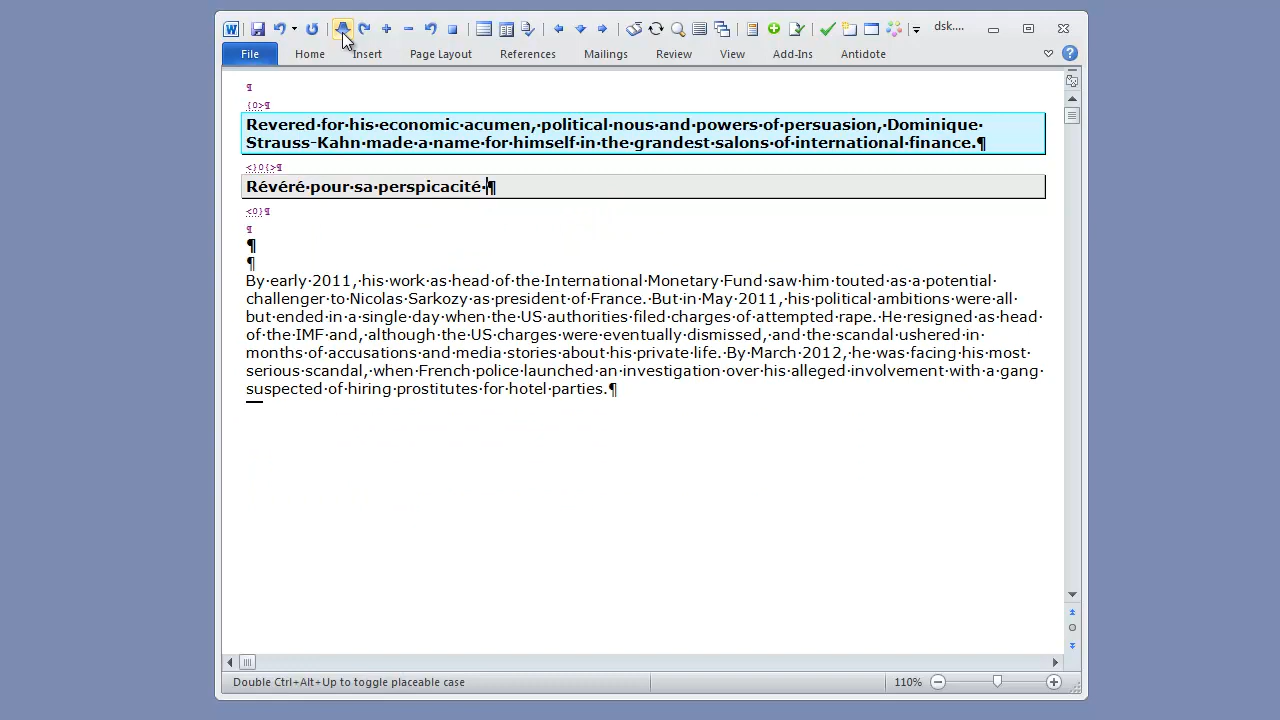 dsk....
File Home Insert Page Layout References Mailings Review View Add-Ins Antidote
¶
{0>¶
Revered·for·his·economic·acumen,·political·nous·and·powers·of·persuasion,·Dominique·
Strauss-Kahn·made·a·name·for·himself·in·the·grandest·salons·of·international·finance.¶
<}0{>¶
Révéré·pour·sa·perspicacité·¶
<0}¶
¶
¶
¶
By·early·2011,·his·work·as·head·of·the·International·Monetary·Fund·saw·him·touted·as·a·potential·
challenger·to·Nicolas·Sarkozy·as·president·of·France.·But·in·May·2011,·his·political·ambitions·were·all·
but·ended·in·a·single·day·when·the·US·authorities·filed·charges·of·attempted·rape.·He·resigned·as·head·
of·the·IMF·and,·although·the·US·charges·were·eventually·dismissed,·and·the·scandal·ushered·in·
months·of·accusations·and·media·stories·about·his·private·life.·By·March·2012,·he·was·facing·his·most·
serious·scandal,·when·French·police·launched·an·investigation·over·his·alleged·involvement·with·a·gang·
suspected·of·hiring·prostitutes·for·hotel·parties.¶
Double Ctrl+Alt+Up to toggle placeable case 110%